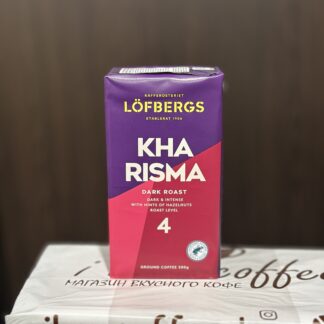 KAFFEROSTERIET
LÖFBERGS
ETABLERAT 1906
KHA
RISMA
DARK ROAST
DARK & INTENSE
WITH HINTS OF HAZELNUTS
ROAST LEVEL
4
GROUND COFFEE 500g
coffee
МАГАЗИН ВКУСНОГО КОФЕ